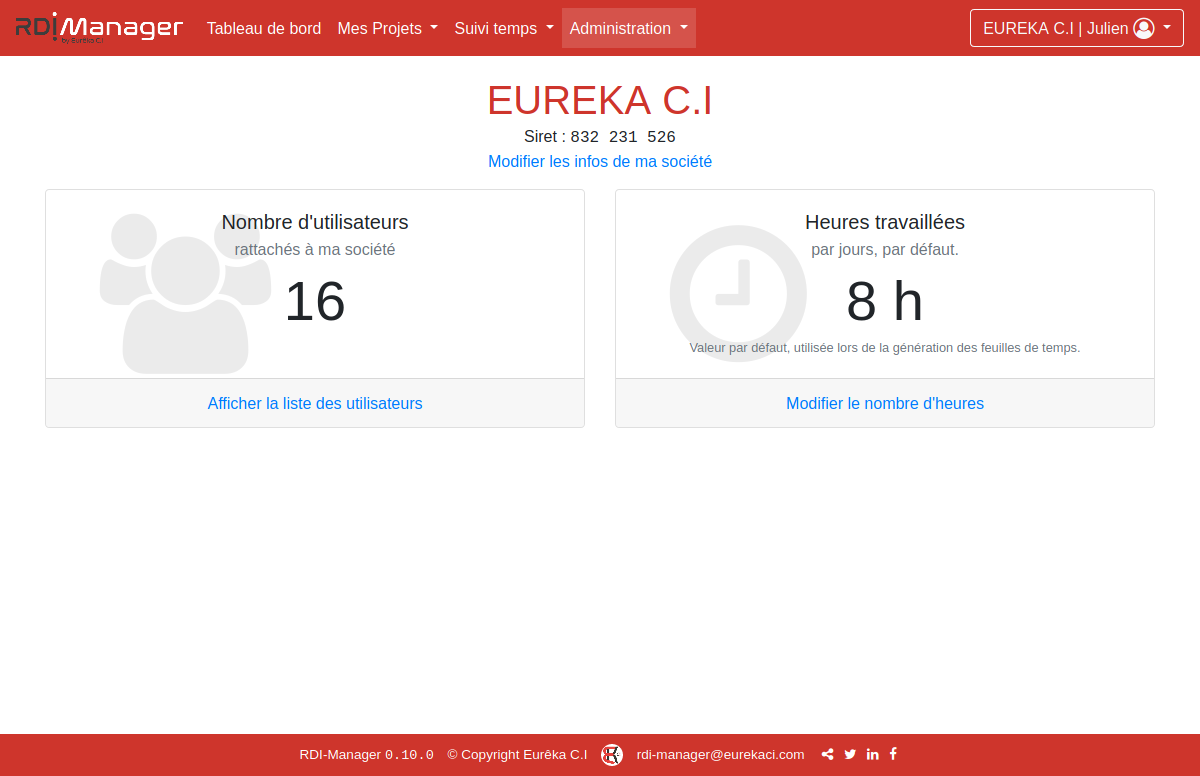 RDiManager
by Eurêka C.I
Tableau de bord Mes Projets Suivi temps Administration EUREKA C.I | Julien
EUREKA C.I
Siret : 832 231 526
Modifier les infos de ma société
Nombre d'utilisateurs
rattachés à ma société
16
Afficher la liste des utilisateurs
Heures travaillées
par jours, par défaut.
8 h
Valeur par défaut, utilisée lors de la génération des feuilles de temps.
Modifier le nombre d'heures
RDI-Manager 0.10.0 © Copyright Eurêka C.I rdi-manager@eurekaci.com